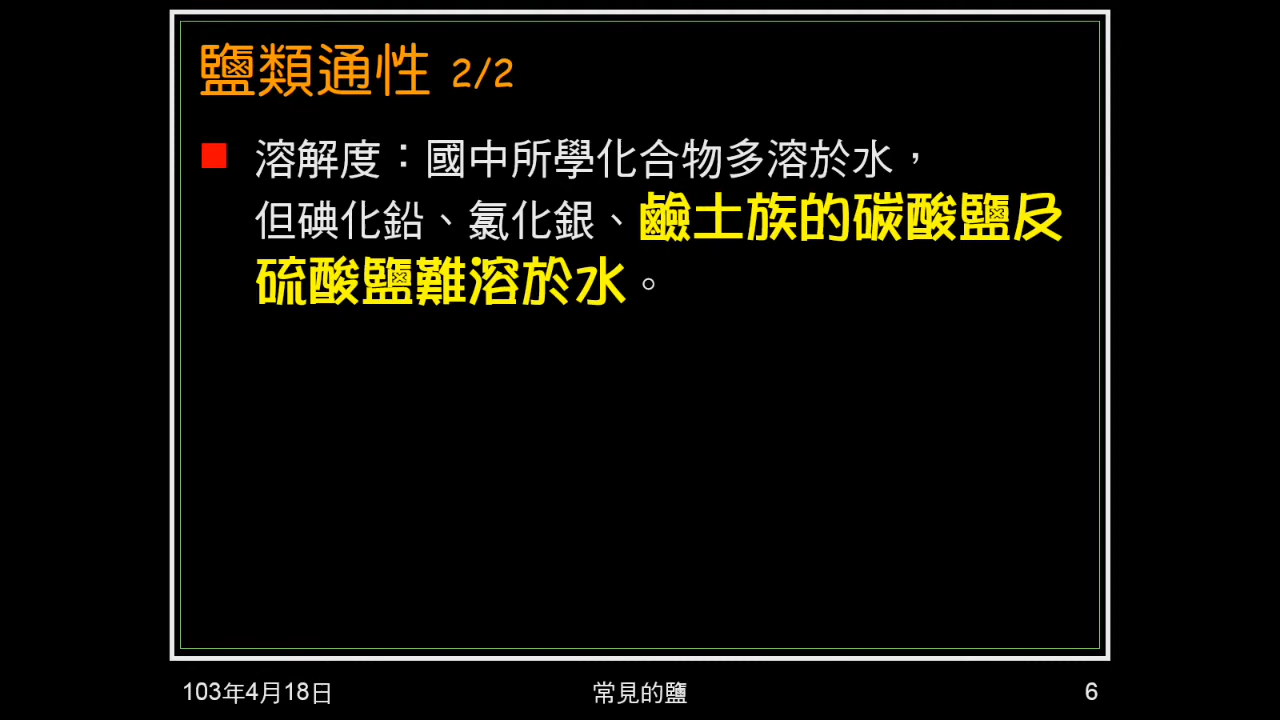 鹽類通性 2/2
溶解度：國中所學化合物多溶於水，
但碘化鉛、氯化銀、鹼土族的碳酸鹽及
硫酸鹽難溶於水。
103年4月18日
常見的鹽
6